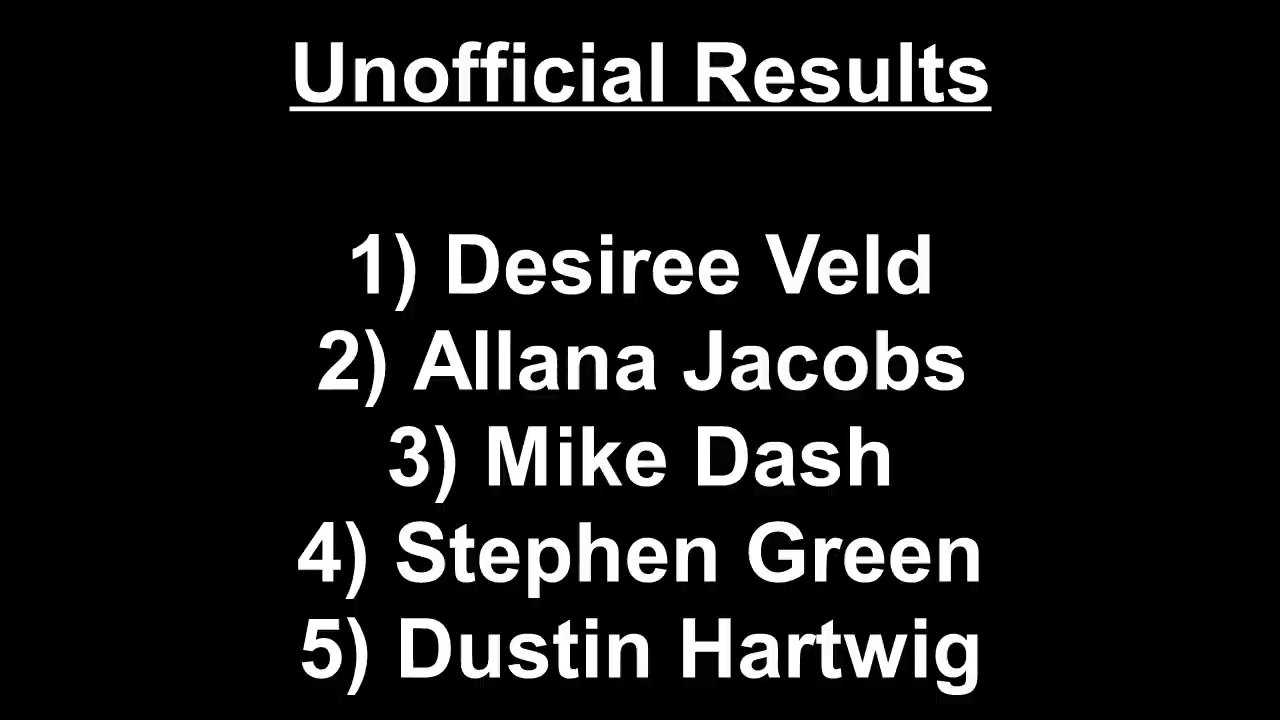 Unofficial Results
1) Desiree Veld
2) Allana Jacobs
3) Mike Dash
4) Stephen Green
5) Dustin Hartwig